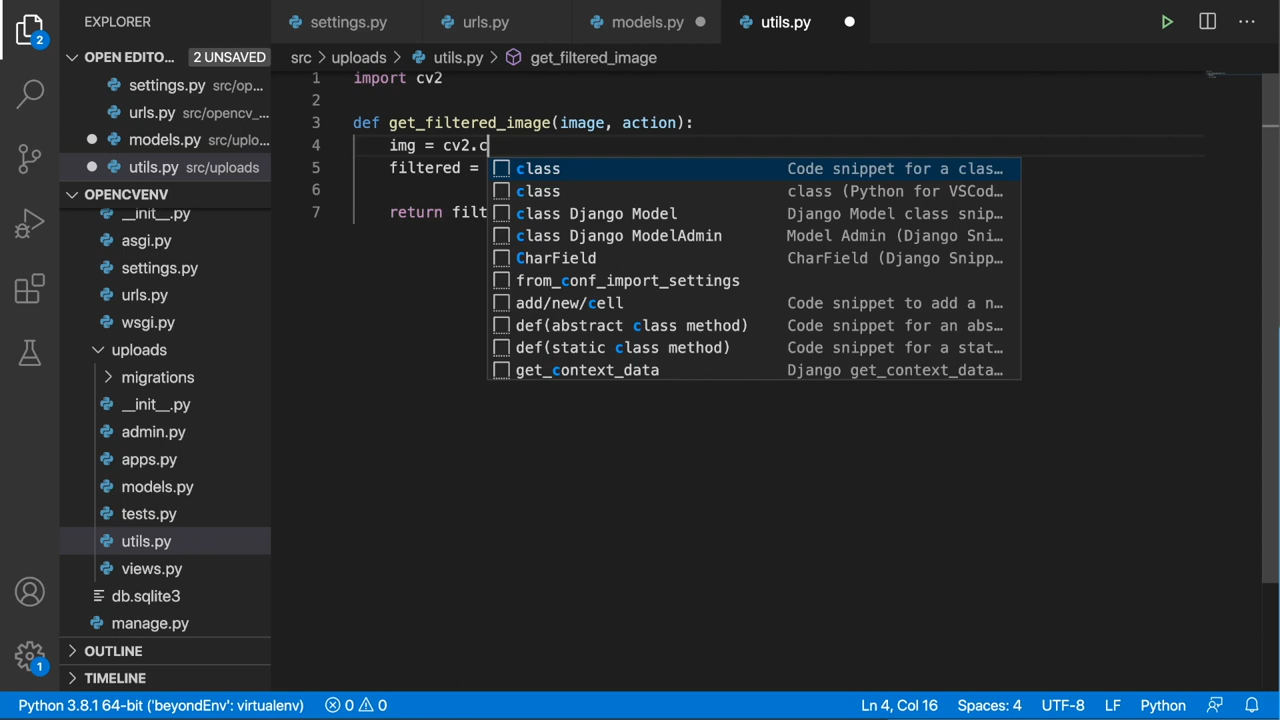 EXPLORER
settings.py
urls.py
models.py
utils.py
2
OPEN EDITO...
2 UNSAVED
src > uploads > utils.py > get_filtered_image
settings.py src/op...
urls.py src/opencv_...
models.py src/uplo...
utils.py src/uploads
OPENCVENV
__init__.py
asgi.py
settings.py
urls.py
wsgi.py
uploads
migrations
__init__.py
admin.py
apps.py
models.py
tests.py
utils.py
views.py
db.sqlite3
manage.py
OUTLINE
TIMELINE
1
1 import cv2
2
3 def get_filtered_image(image, action):
4 img = cv2.c
5 filtered =
6
7 return filt
class Code snippet for a clas...
class class (Python for VSCod...
class Django Model Django Model class snip...
class Django ModelAdmin Model Admin (Django Sni...
CharField CharField (Django Snipp...
from_conf_import_settings
add/new/cell Code snippet to add a n...
def(abstract class method) Code snippet for an abs...
def(static class method) Code snippet for a stat...
get_context_data Django get_context_data...
Python 3.8.1 64-bit ('beyondEnv': virtualenv) 0 0 Ln 4, Col 16 Spaces: 4 UTF-8 LF Python